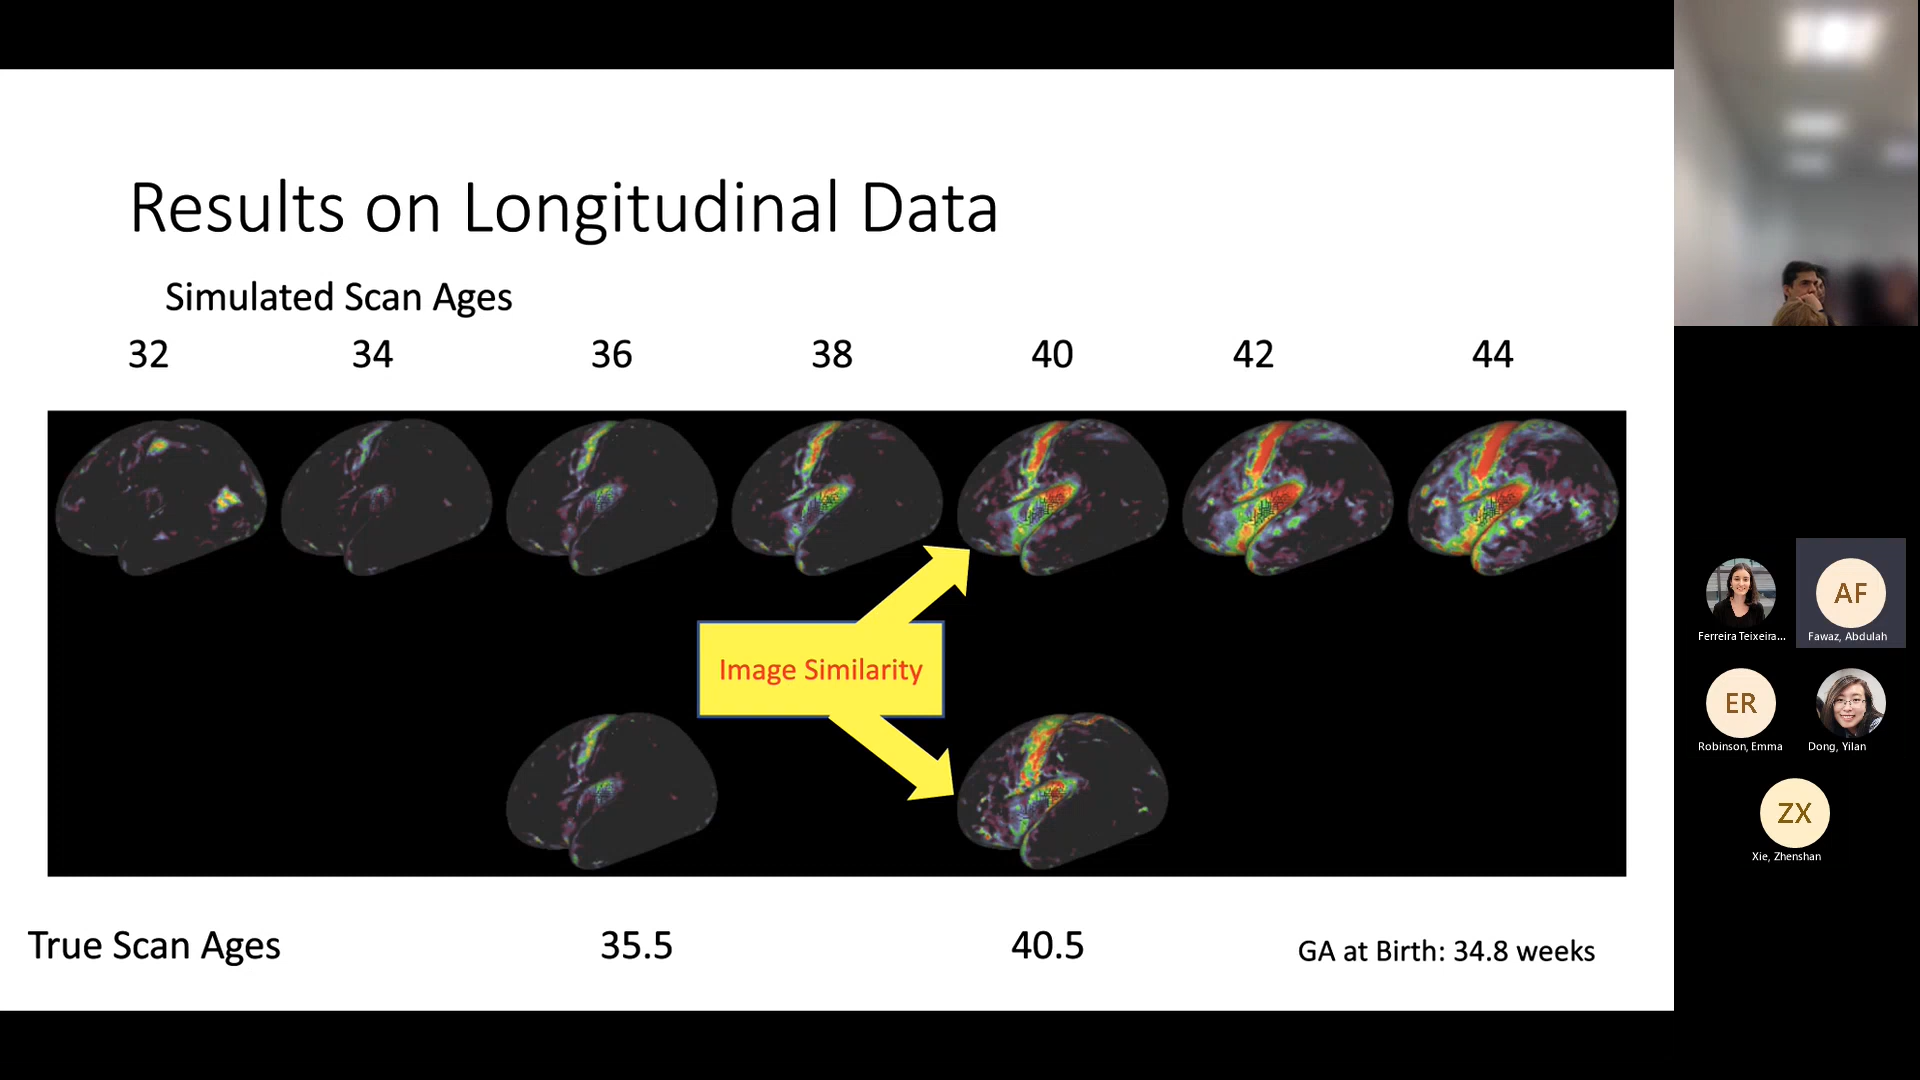 Results on Longitudinal Data
Simulated Scan Ages
32 34 36 38 40 42 44
Image Similarity
True Scan Ages 35.5 40.5 GA at Birth: 34.8 weeks
AF
Ferreira Teixeira... Fawaz, Abdulah
ER
Robinson, Emma Dong, Yilan
ZX
Xie, Zhenshan